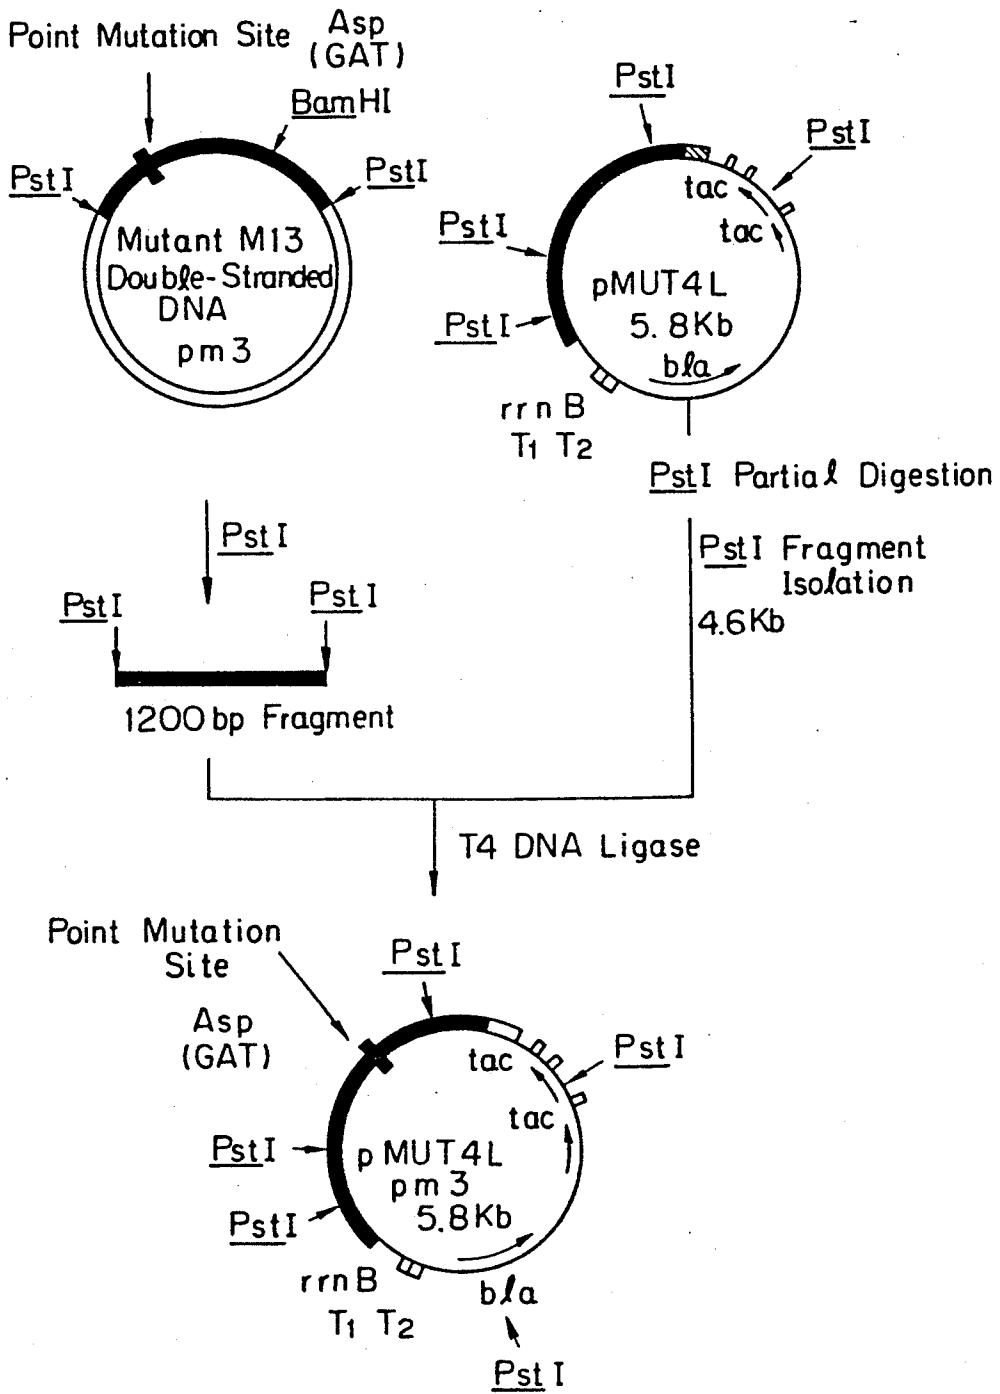 Point Mutation Site
Asp
(GAT)
BamHI
PstI
PstI
Mutant M13
Double-Stranded
DNA
pm3
PstI
PstI
tac
tac
PstI
pMUT4L
5.8Kb
PstI
bla
rrnB
T1 T2
PstI Partial Digestion
PstI
PstI Fragment
Isolation
4.6Kb
PstI
PstI
1200bp Fragment
T4 DNA Ligase
Point Mutation
Site
PstI
Asp
(GAT)
tac
PstI
tac
PstI
pMUT4L
pm3
5.8Kb
PstI
rrnB
T1 T2
bla
PstI